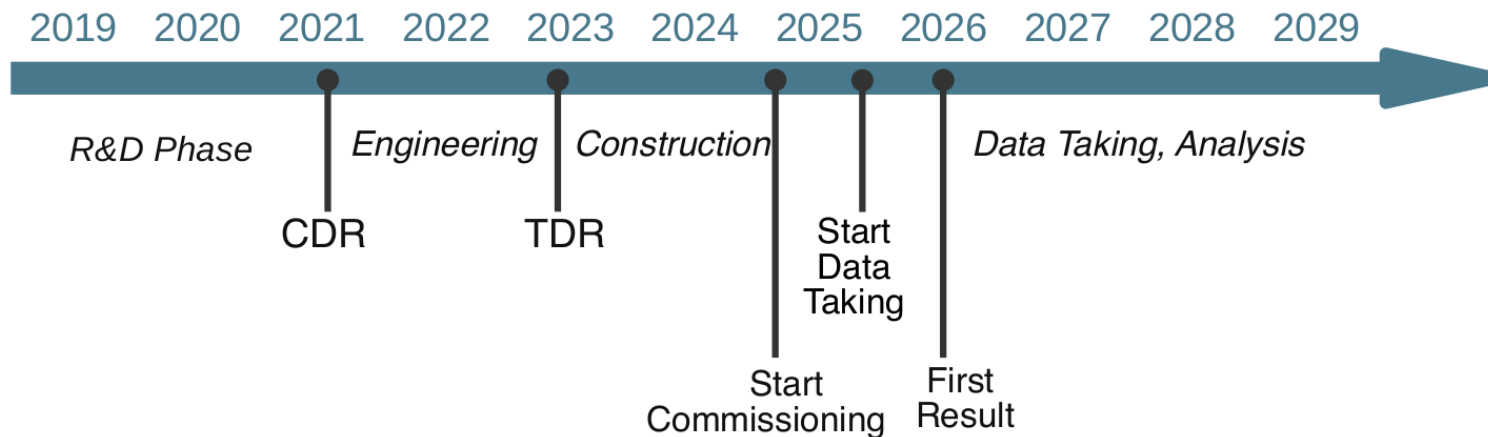 2019 2020 2021 2022 2023 2024 2025 2026 2027 2028 2029
R&D Phase Engineering Construction Data Taking, Analysis
CDR TDR Start
Data
Taking
Start
Commissioning
First
Result